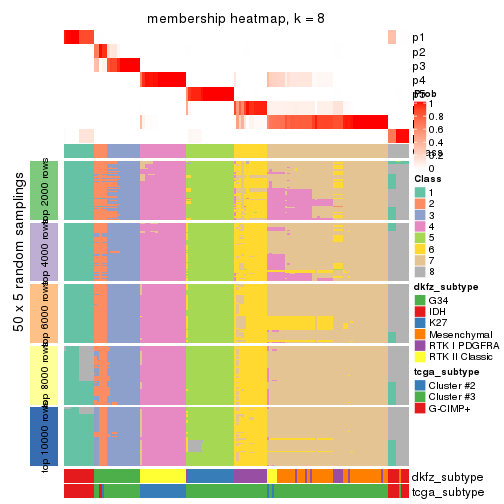 membership heatmap, k = 8
p1
p2
p3
p4
Prob
1
0.8
0.6
0.4
0.2
0
Class
1
2
3
4
5
6
7
8
dkfz_subtype
G34
IDH
K27
Mesenchymal
RTK I PDGFRA
RTK II Classic
tcga_subtype
Cluster #2
Cluster #3
G-CIMP+
50 x 5 random samplings
top 2000 rows
top 4000 rows
top 6000 rows
top 8000 rows
top 10000 rows
dkfz_subtype
tcga_subtype